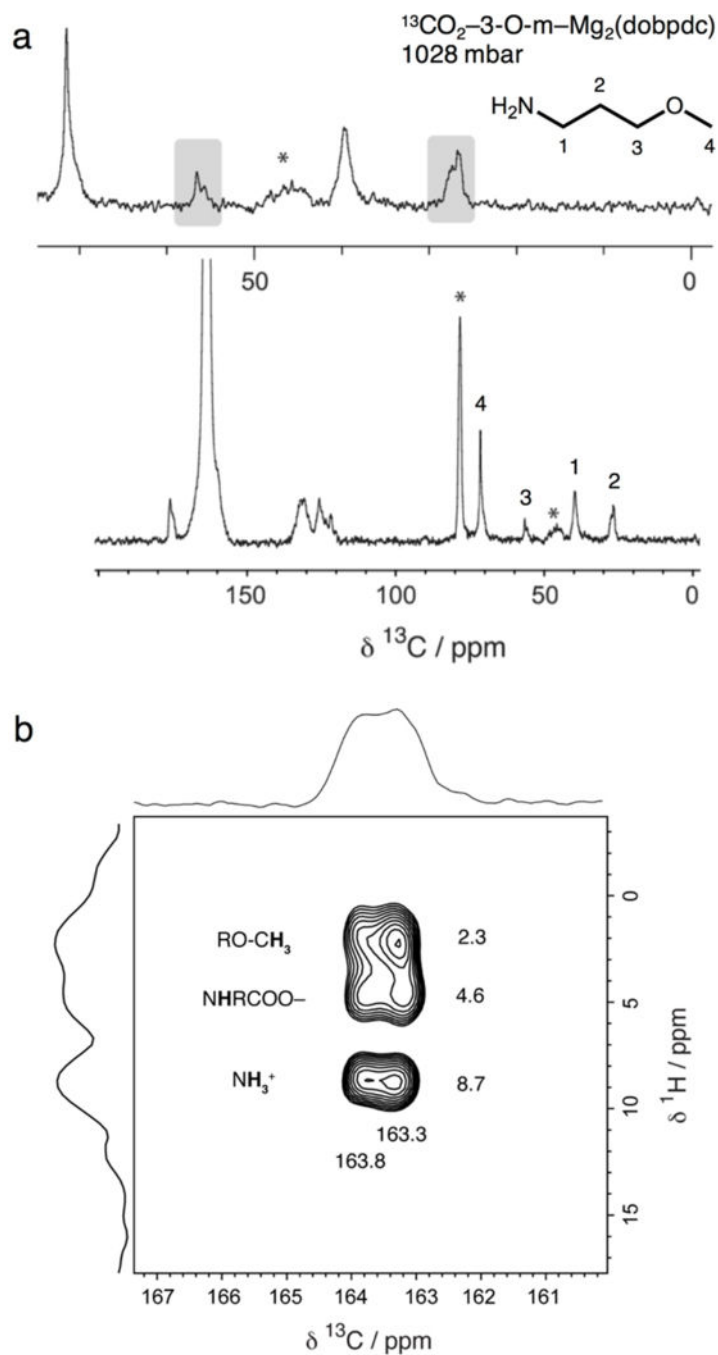 a
¹³CO₂–3-O-m–Mg₂(dobpdc)
1028 mbar
H₂N
O
1
2
3
4
*
50
0
*
4
3
*
1
2
150
100
50
0
δ ¹³C / ppm
b
RO-CH₃
2.3
NHRCOO–
4.6
NH₃⁺
8.7
163.3
163.8
0
5
10
15
δ ¹H / ppm
167
166
165
164
163
162
161
δ ¹³C / ppm